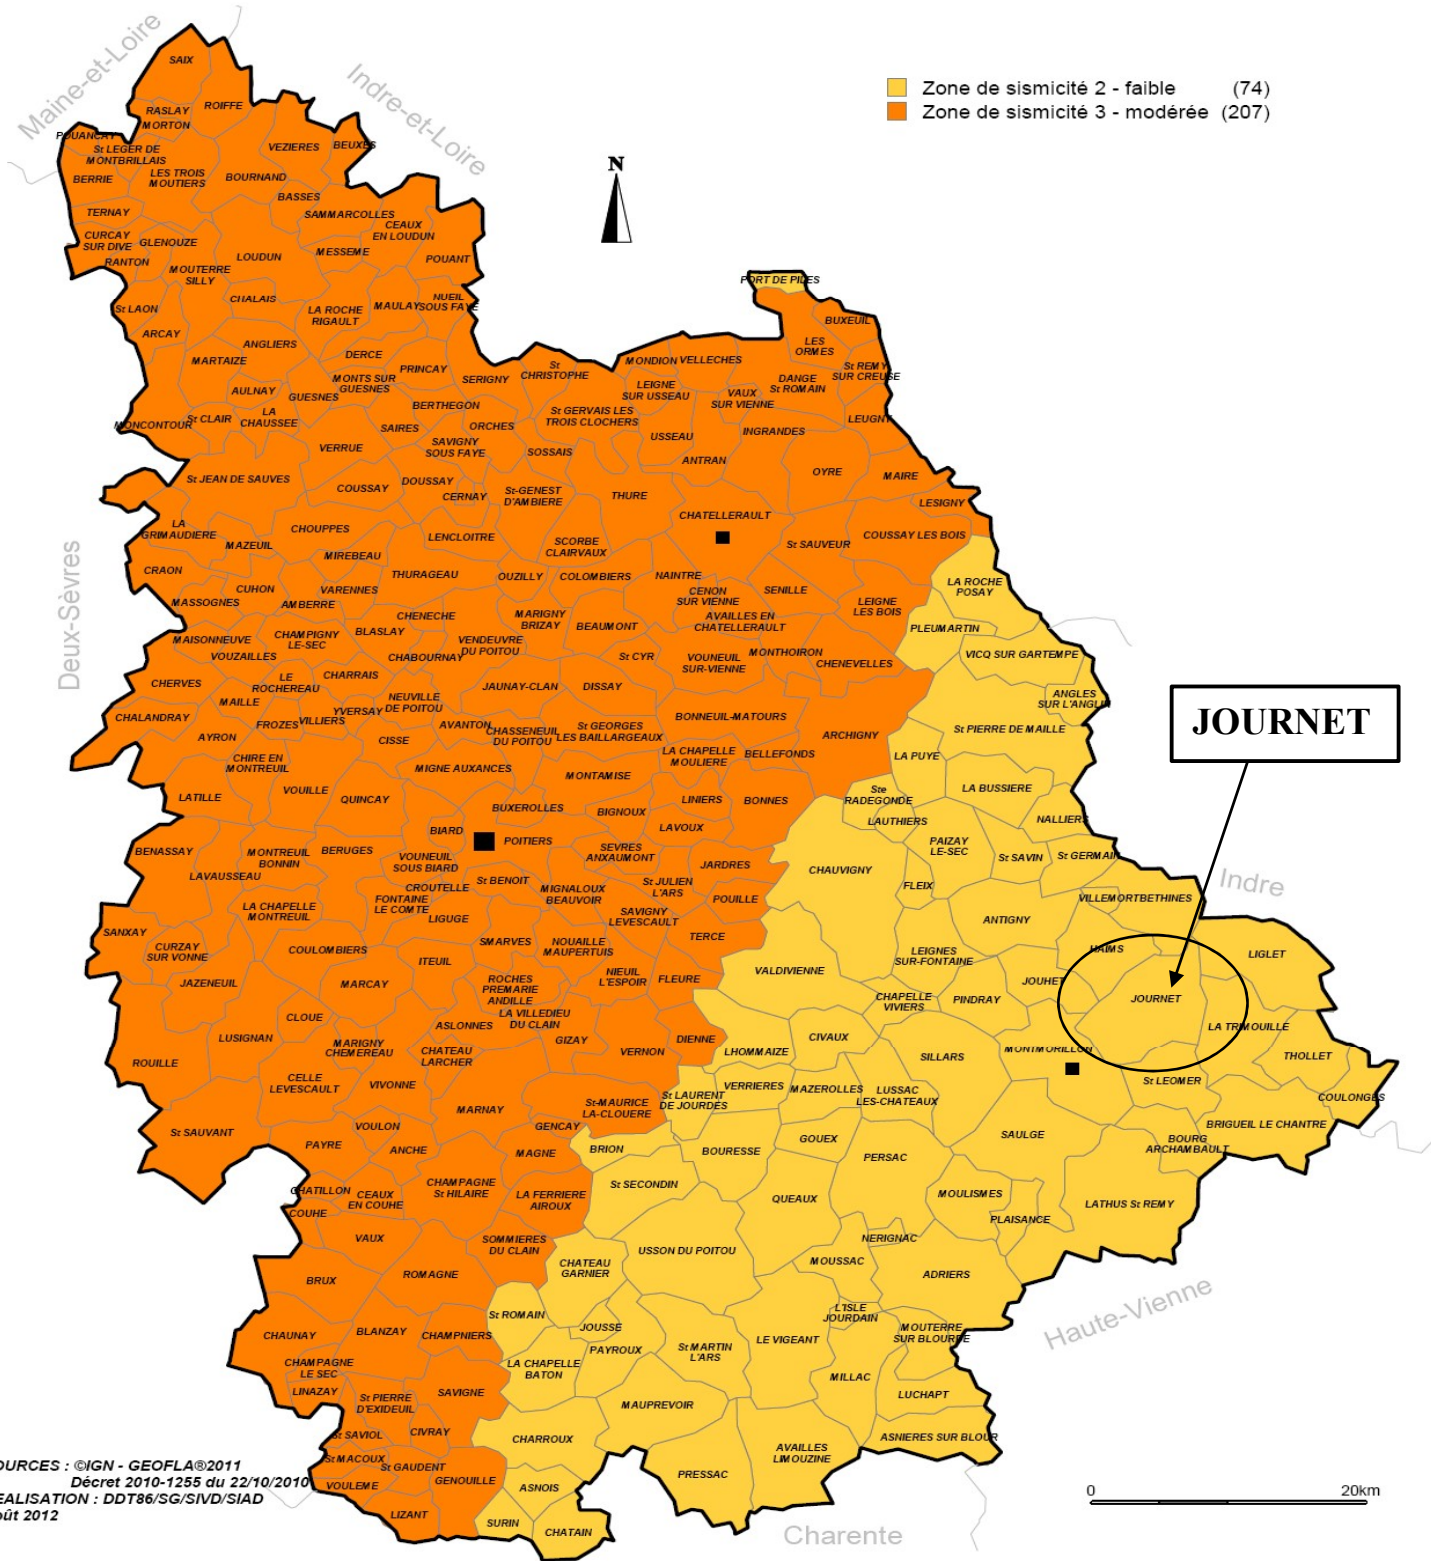 Maine-et-Loire
Indre-et-Loire
Zone de sismicité 2 - faible (74)
Zone de sismicité 3 - modérée (207)
N
SAIX
RASLAY
ROIFFE
MORTON
POUANCAY
St LEGER DE
MONTBRILLAIS
VEZIERES
BEUXES
BERRIE
LES TROIS
MOUTIERS
BOURNAND
BASSES
TERNAY
SAMMARCOLLES
CEAUX
EN LOUDUN
CURCAY
SUR DIVE
GLENOUZE
RANTON
MOUTERRE
SILLY
LOUDUN
MESSEME
POUANT
PORT DE PILES
St LAON
CHALAIS
LA ROCHE
RIGAULT
MAULAY
NUEIL
SOUS FAYE
BUXEUIL
ARCAY
ANGLIERS
LES
ORMES
MARTAIZE
DERCE
PRINCAY
SERIGNY
St
CHRISTOPHE
MONDION
VELLECHES
St REMY
SUR CREUSE
AULNAY
GUESNES
MONTS SUR
GUESNES
LEIGNE
SUR USSEAU
VAUX
SUR VIENNE
DANGE
St ROMAIN
MONCONTOUR
St CLAIR
LA
CHAUSSEE
BERTHEGON
St GERVAIS LES
TROIS CLOCHERS
LEUGNY
SAIRES
ORCHES
USSEAU
INGRANDES
VERRUE
SAVIGNY
SOUS FAYE
SOSSAIS
ANTRAN
OYRE
MAIRE
St JEAN DE SAUVES
COUSSAY
DOUSSAY
CERNAY
St-GENEST
D'AMBIERE
THURE
LESIGNY
CHATELLERAULT
LA
GRIMAUDIERE
MAZEUIL
CHOUPPES
MIREBEAU
LENCLOITRE
SCORBE
CLAIRVAUX
St SAUVEUR
COUSSAY LES BOIS
Deux-Sèvres
CRAON
CUHON
VARENNES
THURAGEAU
OUZILLY
COLOMBIERS
NAINTRE
CENON
SUR VIENNE
SENILLE
LA ROCHE
POSAY
MASSOGNES
AMBERRE
CHENECHE
MARIGNY
BRIZAY
BEAUMONT
AVAILLES EN
CHATELLERAULT
LEIGNE
LES BOIS
PLEUMARTIN
MAISONNEUVE
CHAMPIGNY
LE-SEC
BLASLAY
VENDEUVRE
DU POITOU
VOUZAILLES
CHABOURNAY
St CYR
VOUNEUIL
SUR-VIENNE
MONTHOIRON
CHENEVELLES
VICQ SUR GARTEMPE
CHERVES
LE
ROCHEREAU
CHARRAIS
JAUNAY-CLAN
DISSAY
ANGLES
SUR L'ANGLIN
JOURNET
CHALANDRAY
MAILLE
FROZES
VILLIERS
YVERSAY
NEUVILLE
DE POITOU
AVANTON
CHASSENEUIL
DU POITOU
St GEORGES
LES BAILLARGEAUX
BONNEUIL-MATOURS
ARCHIGNY
St PIERRE DE MAILLE
AYRON
CISSE
LA CHAPELLE
MOULIERE
BELLEFONDS
LA PUYE
CHIRE EN
MONTREUIL
MIGNE AUXANCES
MONTAMISE
LATILLE
VOUILLE
QUINCAY
BUXEROLLES
BIGNOUX
LINIERS
BONNES
Ste
RADEGONDE
LA BUSSIERE
LAUTHIERS
NALLIERS
BIARD
POITIERS
LAVOUX
BENASSAY
MONTREUIL
BONNIN
BERUGES
VOUNEUIL
SOUS BIARD
SEVRES
ANXAUMONT
JARDRES
CHAUVIGNY
PAIZAY
LE-SEC
St SAVIN
St GERMAIN
LAVAUSSEAU
CROUTELLE
St BENOIT
MIGNALOUX
BEAUVOIR
St JULIEN
L'ARS
POUILLE
FLEIX
Indre
LA CHAPELLE
MONTREUIL
FONTAINE
LE COMTE
LIGUGE
SAVIGNY
LEVESCAULT
ANTIGNY
VILLEMORT
BETHINES
SANXAY
CURZAY
SUR VONNE
COULOMBIERS
SMARVES
NOUAILLE
MAUPERTUIS
TERCE
LEIGNES
SUR-FONTAINE
HAIMS
LIGLET
ITEUIL
JAZENEUIL
MARCAY
ROCHES
PREMARIE
ANDILLE
NIEUIL
L'ESPOIR
FLEURE
VALDIVIENNE
CHAPELLE
VIVIERS
PINDRAY
JOUHET
JOURNET
CLOUE
LA VILLEDIEU
DU CLAIN
LUSIGNAN
ASLONNES
GIZAY
DIENNE
CIVAUX
LA TRIMOUILLE
ROUILLE
MARIGNY
CHEMEREAU
CHATEAU
LARCHER
VERNON
LHOMMAIZE
SILLARS
MONTMORILLON
THOLLET
CELLE
LEVESCAULT
VIVONNE
VERRIERES
MAZEROLLES
LUSSAC
LES-CHATEAUX
St LEOMER
COULONGES
MARNAY
St-MAURICE
LA-CLOUERE
St LAURENT
DE JOURDES
St SAUVANT
VOULON
GENCAY
BRIGUEIL LE CHANTRE
PAYRE
ANCHE
MAGNE
BRION
BOURESSE
GOUEX
PERSAC
SAULGE
BOURG
ARCHAMBAULT
CHATILLON
CEAUX
EN COUHE
CHAMPAGNE
St HILAIRE
LA FERRIERE
AIROUX
St SECONDIN
QUEAUX
MOULISMES
LATHUS St REMY
COUHE
PLAISANCE
VAUX
SOMMIERES
DU CLAIN
USSON DU POITOU
NERIGNAC
BRUX
ROMAGNE
CHATEAU
GARNIER
MOUSSAC
ADRIERS
St ROMAIN
L'ISLE
JOURDAIN
Haute-Vienne
CHAUNAY
BLANZAY
CHAMPNIERS
JOUSSE
PAYROUX
St MARTIN
L'ARS
LE VIGEANT
MOUTERRE
SUR BLOURDE
CHAMPAGNE
LE SEC
LA CHAPELLE
BATON
MILLAC
LINAZAY
St PIERRE
D'EXIDEUIL
SAVIGNE
MAUPREVOIR
LUCHAPT
St SAVIOL
CIVRAY
CHARROUX
AVAILLES
LIMOUZINE
ASNIERES SUR BLOUR
St MACOUX
St GAUDENT
PRESSAC
VOULEME
GENOUILLE
ASNOIS
LIZANT
SURIN
CHATAIN
Charente
0 20km
OURCES : ©IGN - GEOFLA®2011
Décret 2010-1255 du 22/10/2010
EALISATION : DDT86/SG/SIVD/SIAD
oût 2012